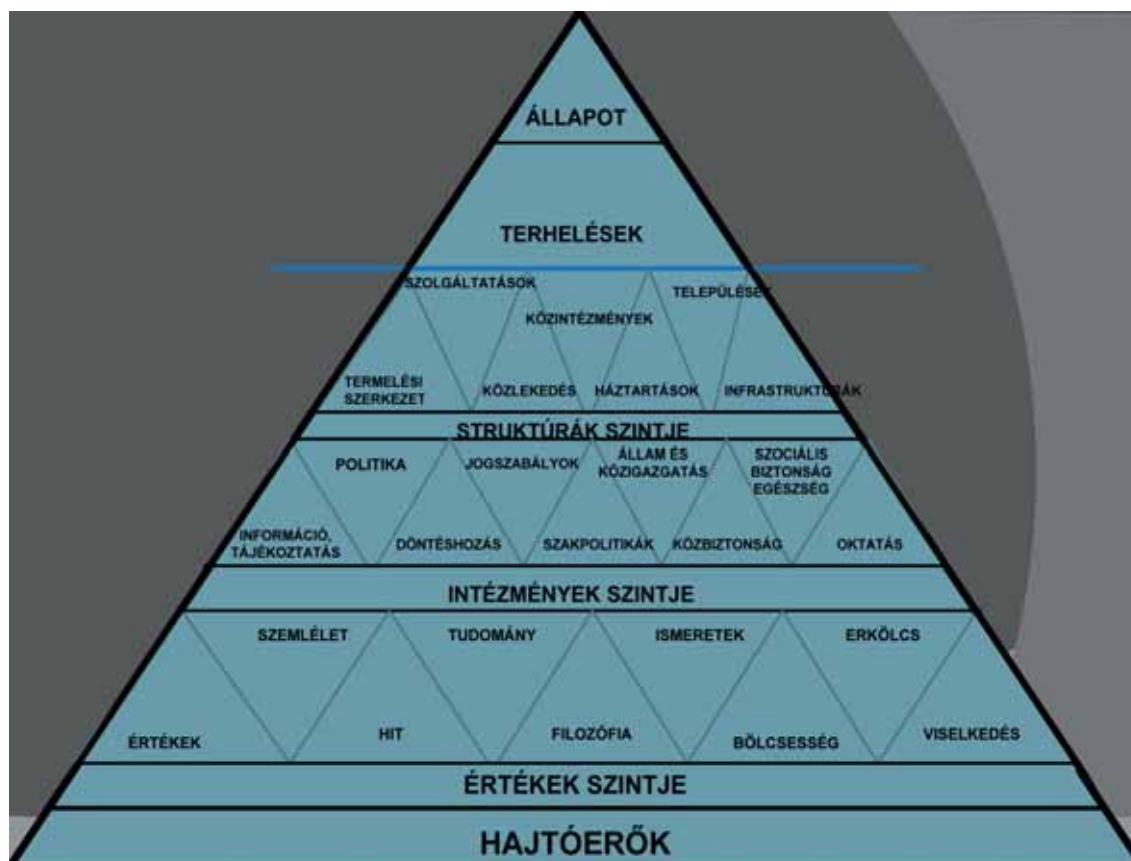 ÁLLAPOT
TERHELÉSEK
SZOLGÁLTATÁSOK
TELEPÜLÉSEK
KÖZINTÉZMÉNYEK
TERMELÉSI
SZERKEZET
KÖZLEKEDÉS
HÁZTARTÁSOK
INFRASTRUKTÚRÁK
STRUKTÚRÁK SZINTJE
POLITIKA
JOGSZABÁLYOK
ÁLLAM ÉS
KÖZIGAZGATÁS
SZOCIÁLIS
BIZTONSÁG
EGÉSZSÉG
INFORMÁCIÓ,
TÁJÉKOZTATÁS
DÖNTÉSHOZÁS
SZAKPOLITIKÁK
KÖZBIZTONSÁG
OKTATÁS
INTÉZMÉNYEK SZINTJE
SZEMLÉLET
TUDOMÁNY
ISMERETEK
ERKÖLCS
ÉRTÉKEK
HIT
FILOZÓFIA
BÖLCSESSÉG
VISELKEDÉS
ÉRTÉKEK SZINTJE
HAJTÓERŐK